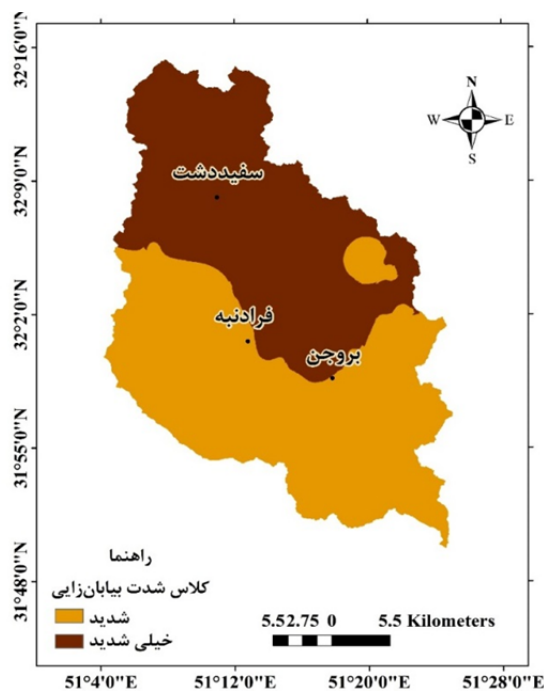 32°16'0"N
32°9'0"N
32°2'0"N
31°55'0"N
31°48'0"N
N
W E
S
سفیددشت
فرادنبه
بروجن
راهنما
کلاس شدت بیابان‌زایی
شدید
خیلی شدید
5.52.75 0 5.5 Kilometers
51°4'0"E 51°12'0"E 51°20'0"E 51°28'0"E